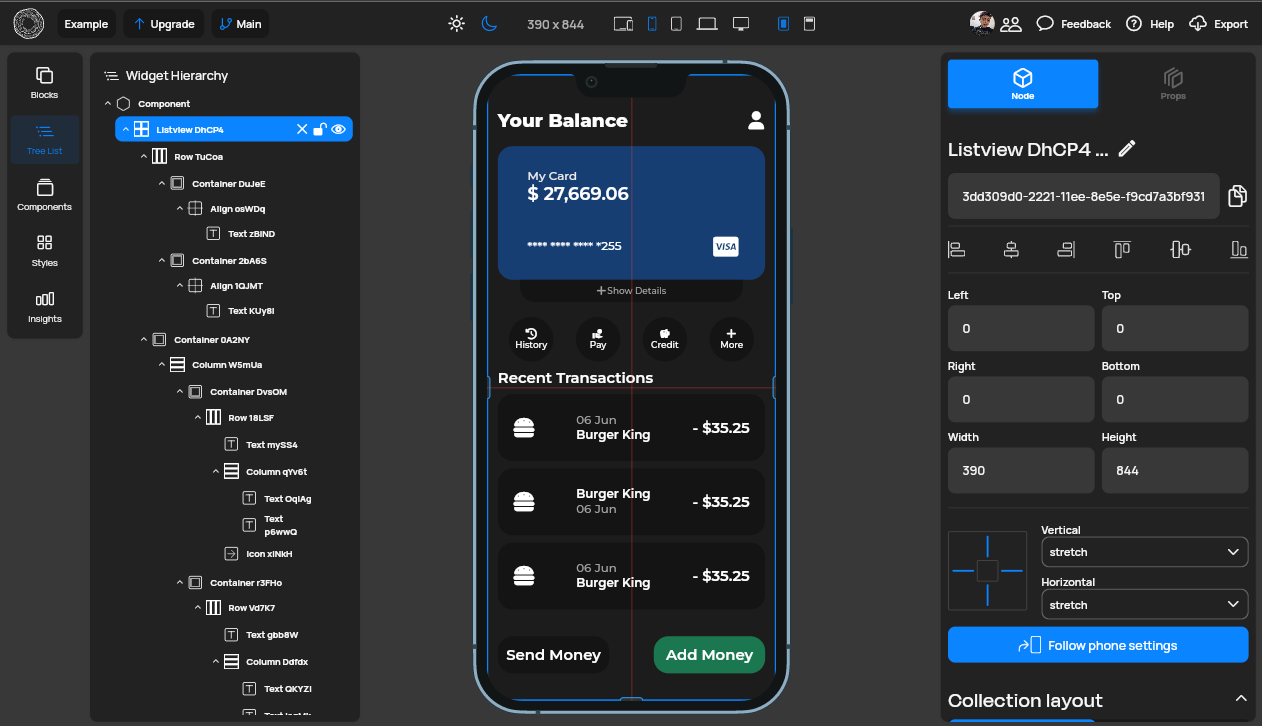 Example
Upgrade
Main
390 x 844
Feedback
Help
Export
Blocks
Tree List
Components
Styles
Insights
Widget Hierarchy
Component
Listview DhCP4
Row TuCoa
Container DuJeE
Align osWDq
Text zBIND
Container 2bA6S
Align 1QJMT
Text KUy8I
Container 0A2NY
Column W5mUa
Container DvsOM
Row 18LSF
Text mySS4
Column qYv6t
Text OqIAg
Text
p6wwQ
Icon xINkH
Container r3FHo
Row Vd7K7
Text gbb8W
Column Ddfdx
Text QKYZI
Your Balance
My Card
$ 27,669.06
**** **** **** *255
VISA
+Show Details
History
Pay
Credit
More
Recent Transactions
06 Jun
Burger King
- $35.25
Burger King
06 Jun
- $35.25
06 Jun
Burger King
- $35.25
Send Money
Add Money
Node
Props
Listview DhCP4 ...
3dd309d0-2221-11ee-8e5e-f9cd7a3bf931
Left
Top
0
0
Right
Bottom
0
0
Width
Height
390
844
Vertical
stretch
Horizontal
stretch
Follow phone settings
Collection layout